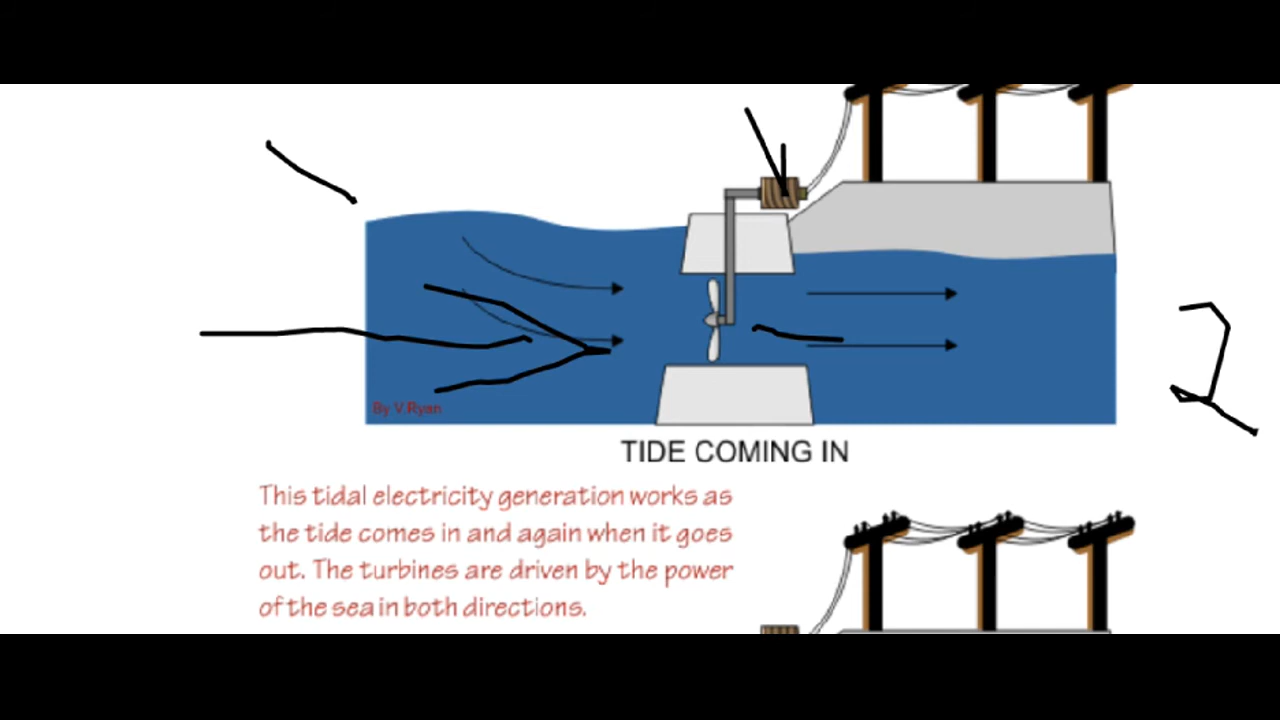 By V.Ryan
TIDE COMING IN
This tidal electricity generation works as
the tide comes in and again when it goes
out. The turbines are driven by the power
of the sea in both directions.